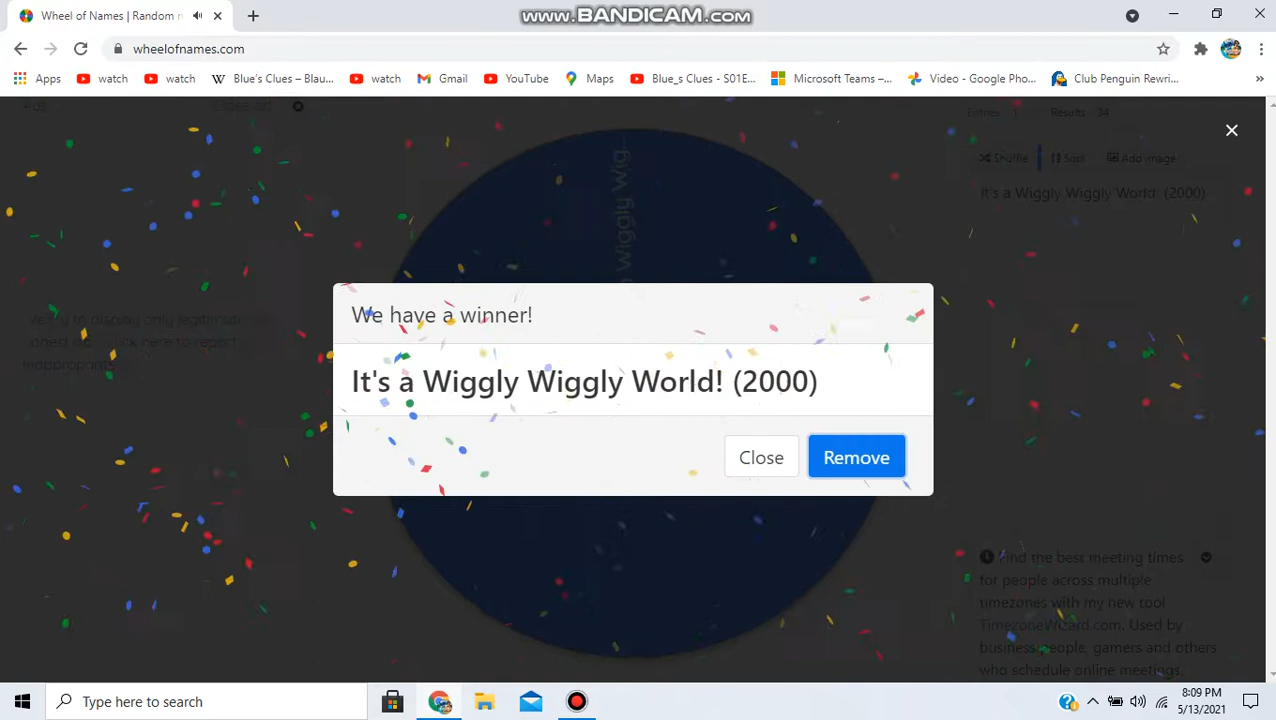 www.BANDICAM.com
Wheel of Names | Random n
wheelofnames.com
Apps watch watch Blue's Clues – Blau... watch Gmail YouTube Maps Blue_s Clues - S01E... Microsoft Teams –... Video - Google Pho... Club Penguin Rewri... »
Entries 1 Results 34
Shuffle Sort Add image
It's a Wiggly Wiggly World! (2000)
We have a winner!
It's a Wiggly Wiggly World! (2000)
Close Remove
Find the best meeting times
for people across multiple
timezones with my new tool
TimezoneWizard.com. Used by
business people, gamers and others
who schedule online meetings.
Type here to search
8:09 PM
5/13/2021